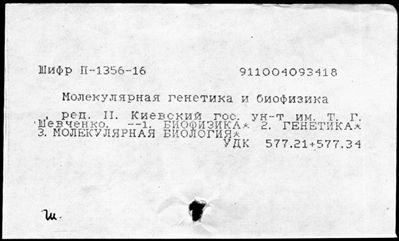 Шифр П-1356-16 911004093418
Молекулярная генетика и биофизика
, ред. II. Киевский гос. ун-т им. Т. Г.
Шевченко. --1. БИОФИЗИКА* 2. ГЕНЕТИКА*
3. МОЛЕКУЛЯРНАЯ БИОЛОГИЯ*
УДК 577.21+577.34